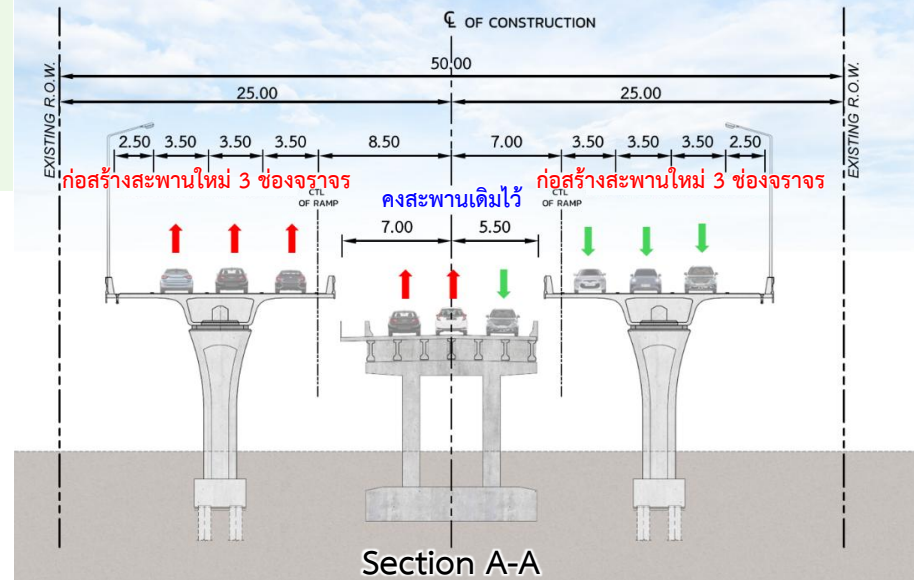 ℄ OF CONSTRUCTION
50.00
25.00 25.00
EXISTING R.O.W.
EXISTING R.O.W.
2.50 3.50 3.50 3.50 8.50 7.00 3.50 3.50 3.50 2.50
ก่อสร้างสะพานใหม่ 3 ช่องจราจร
ก่อสร้างสะพานใหม่ 3 ช่องจราจร
CTL
OF RAMP
คงสะพานเดิมไว้
CTL
OF RAMP
7.00 5.50
Section A-A